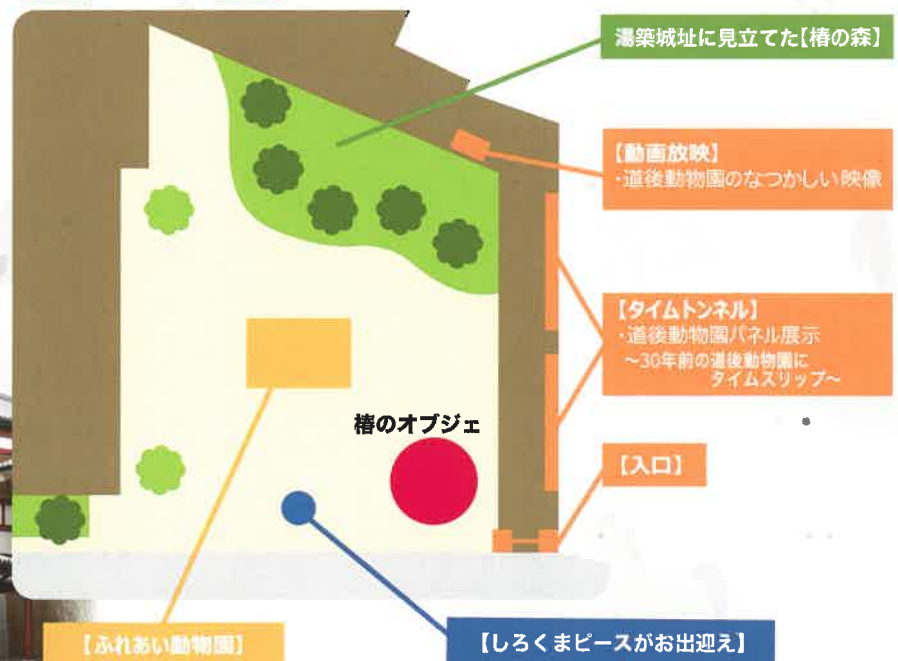 湯築城址に見立てた【椿の森】
【動画放映】
・道後動物園のなつかしい映像
【タイムトンネル】
・道後動物園パネル展示
～30年前の道後動物園に
タイムスリップ～
椿のオブジェ
【入口】
【ふれあい動物園】
【しろくまピースがお出迎え】